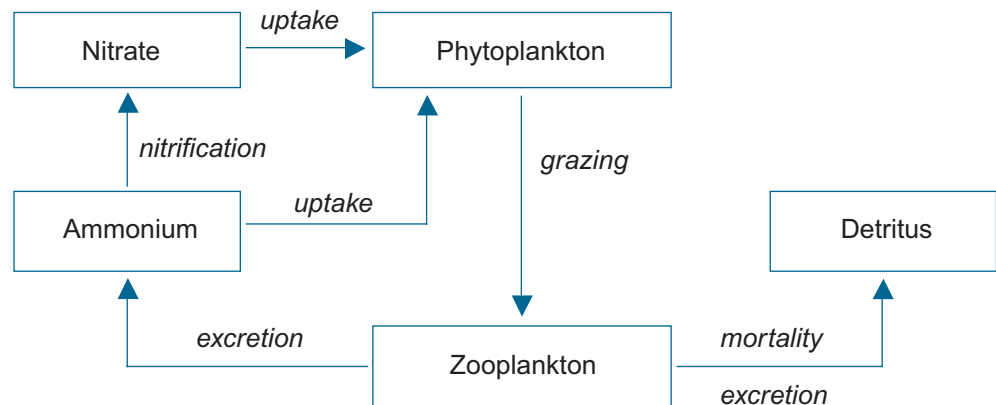 uptake
Nitrate
Phytoplankton
nitrification
grazing
Ammonium
uptake
Detritus
excretion
Zooplankton
mortality
excretion